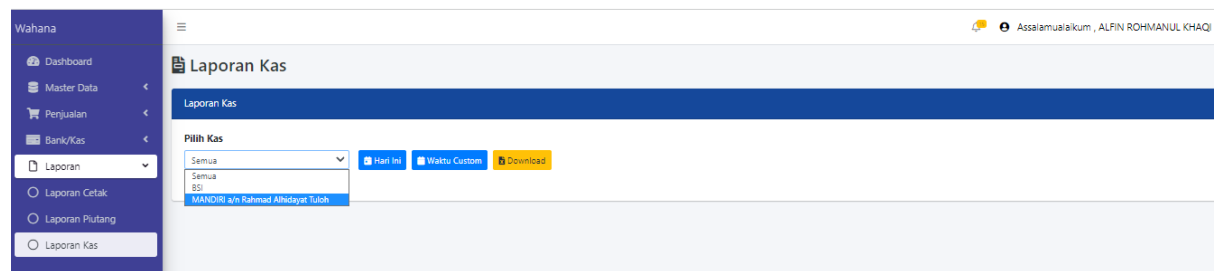 Wahana
Assalamualaikum , ALFIN ROHMANUL KHAQI
Dashboard
Master Data
Penjualan
Bank/Kas
Laporan
Laporan Cetak
Laporan Piutang
Laporan Kas
Laporan Kas
Laporan Kas
Pilih Kas
Semua
Hari Ini
Waktu Custom
Download
Semua
BSI
MANDIRI a/n Rahmad Alhidayat Tuloh